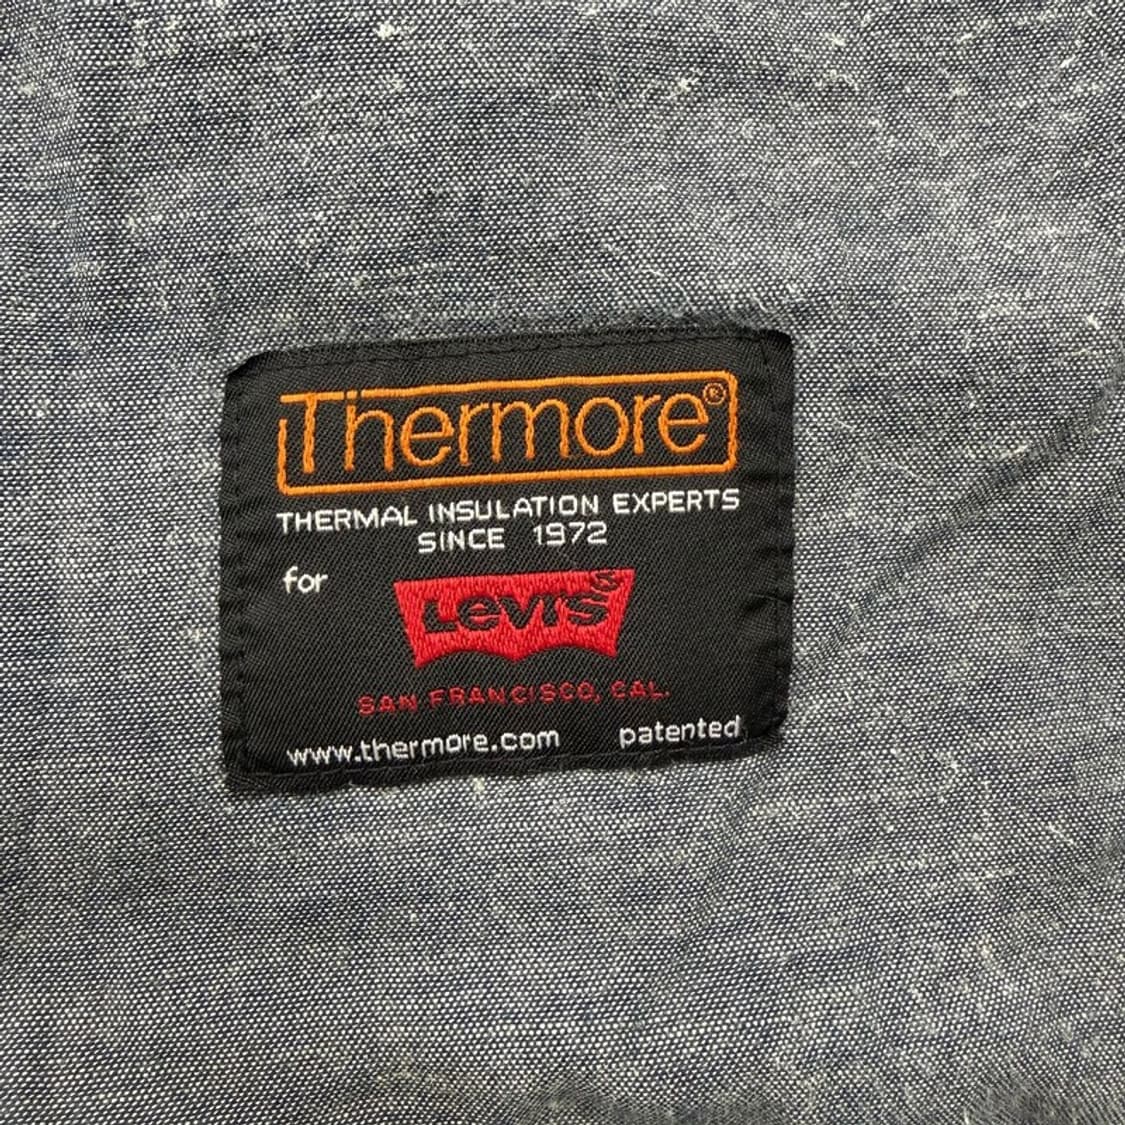 Thermore®
THERMAL INSULATION EXPERTS
SINCE 1972
for
LEVI'S®
SAN FRANCISCO, CAL.
www.thermore.com patented